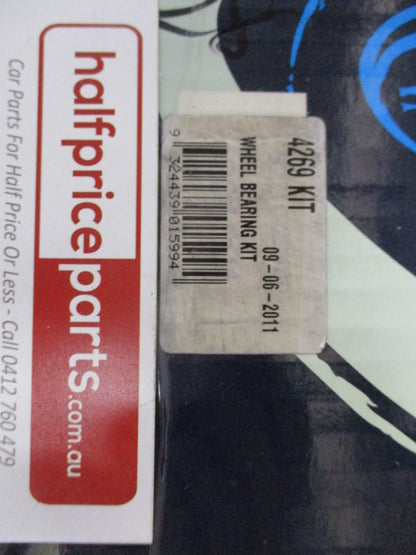 halfpriceparts.com.au
Car Parts For Half Price Or Less - Call 0412 760 479
4269 KIT
09-06-2011
WHEEL BEARING KIT
9 324439 015994